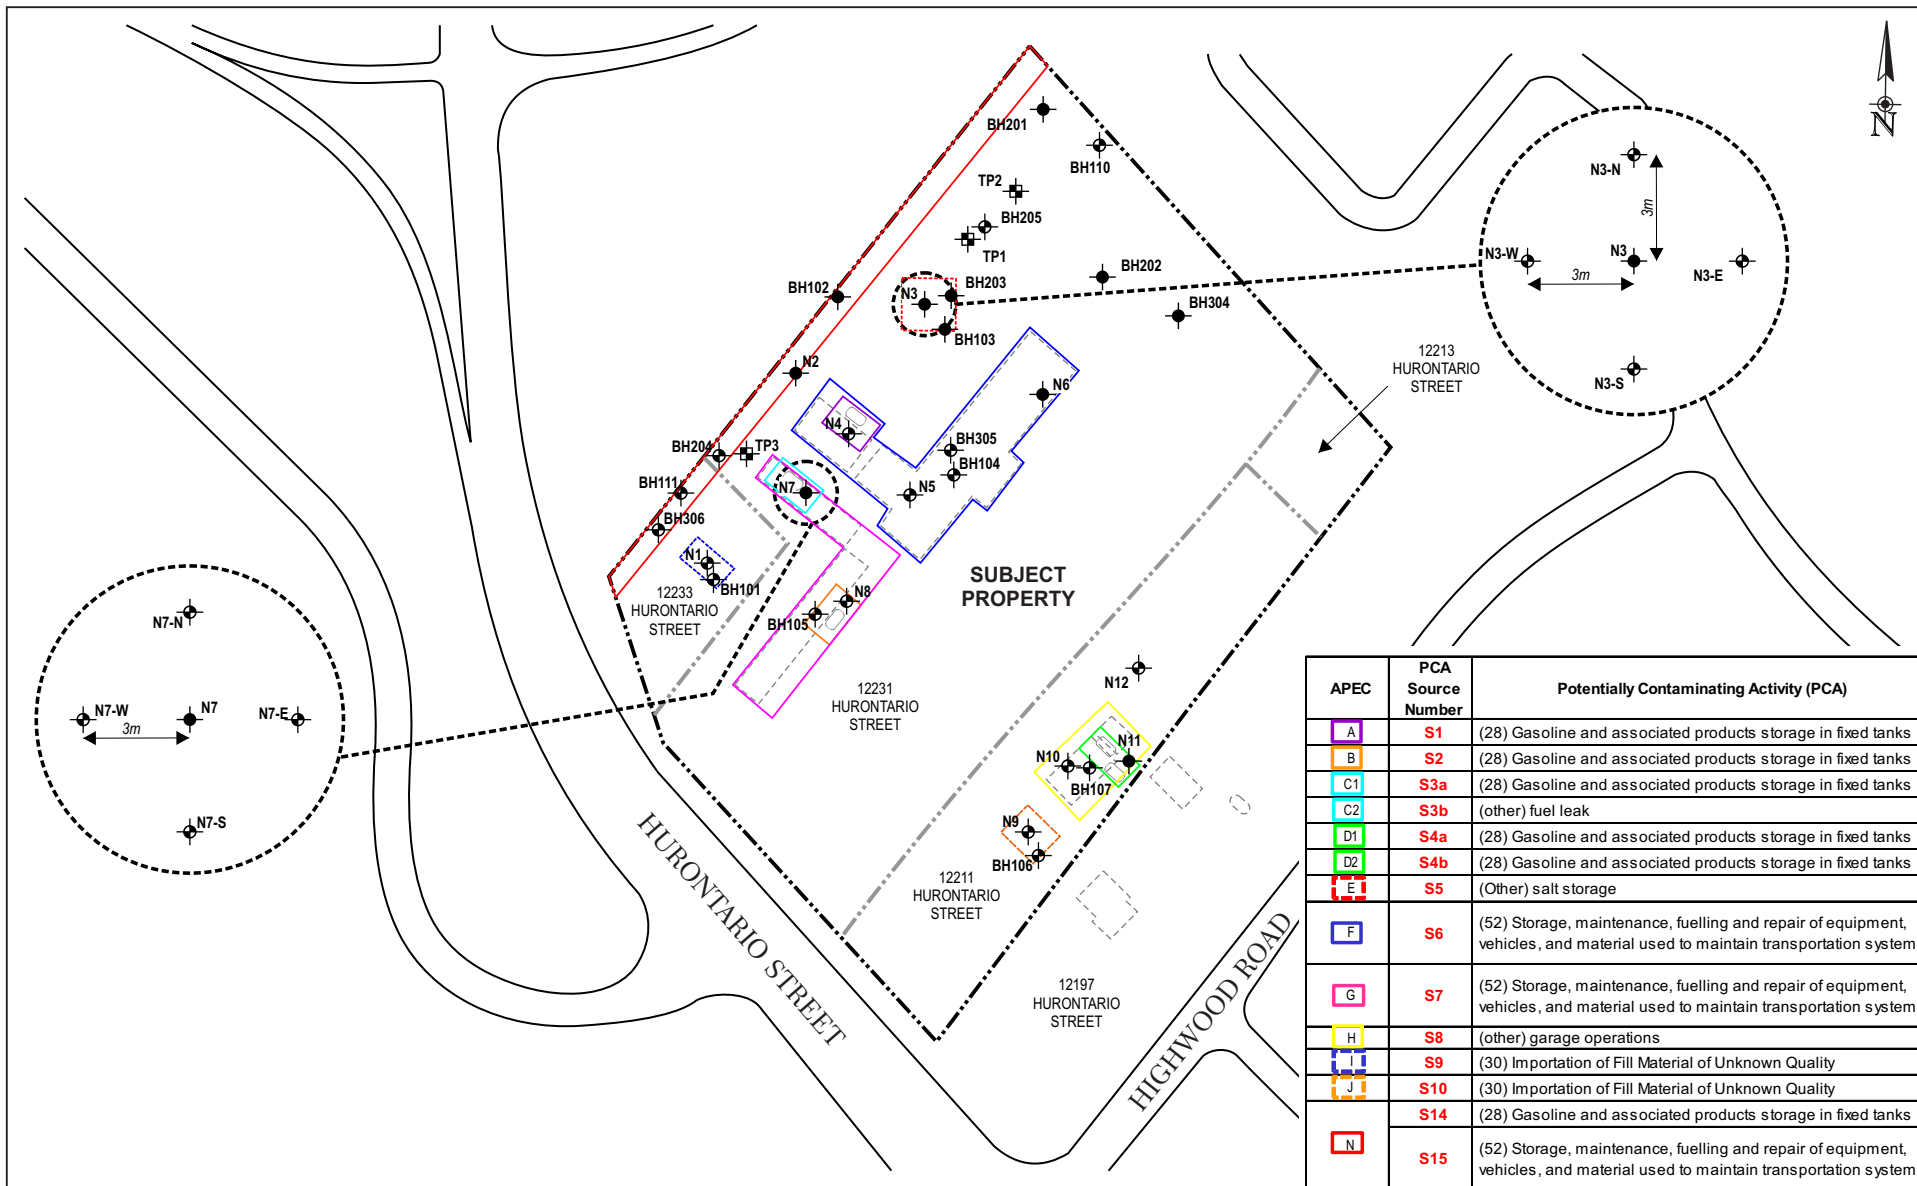 N
BH201
BH110
TP2
BH205
TP1
BH202
BH203
N3
BH102
BH103
BH304
N3-N
3m
N3-W
N3
N3-E
3m
N3-S
12213
HURONTARIO
STREET
N2
N6
N4
BH204
TP3
BH305
BH104
N5
N7
BH111
BH306
N1
BH101
12233
HURONTARIO
STREET
N8
BH105
SUBJECT
PROPERTY
N7-N
N7-W
N7
N7-E
3m
N7-S
12231
HURONTARIO
STREET
N12
N11
N10
BH107
N9
BH106
12211
HURONTARIO
STREET
12197
HURONTARIO
STREET
HURONTARIO STREET
HIGHWOOD ROAD
APEC
PCA
Source
Number
Potentially Contaminating Activity (PCA)
A S1 (28) Gasoline and associated products storage in fixed tanks
B S2 (28) Gasoline and associated products storage in fixed tanks
C1 S3a (28) Gasoline and associated products storage in fixed tanks
C2 S3b (other) fuel leak
D1 S4a (28) Gasoline and associated products storage in fixed tanks
D2 S4b (28) Gasoline and associated products storage in fixed tanks
E S5 (Other) salt storage
F S6 (52) Storage, maintenance, fuelling and repair of equipment,
vehicles, and material used to maintain transportation system
G S7 (52) Storage, maintenance, fuelling and repair of equipment,
vehicles, and material used to maintain transportation system
H S8 (other) garage operations
I S9 (30) Importation of Fill Material of Unknown Quality
J S10 (30) Importation of Fill Material of Unknown Quality
N S14 (28) Gasoline and associated products storage in fixed tanks
S15 (52) Storage, maintenance, fuelling and repair of equipment,
vehicles, and material used to maintain transportation system